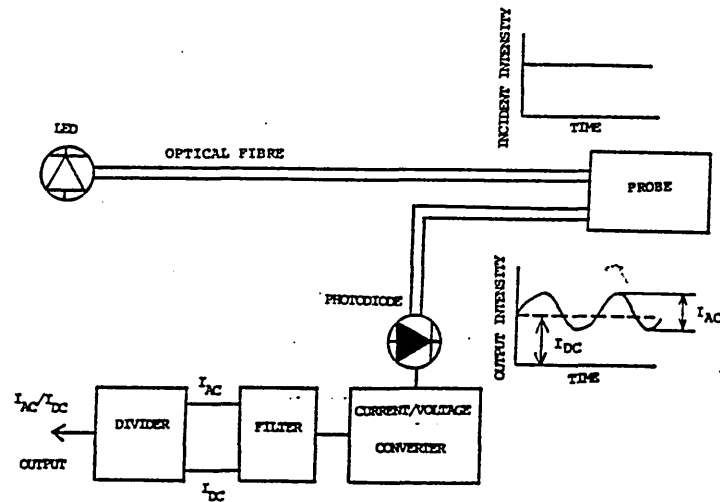 INCIDENT INTENSITY
TIME
LED
OPTICAL FIBRE
PROBE
PHOTODIODE
OUTPUT INTENSITY
I_AC
I_DC
TIME
I_AC/I_DC
OUTPUT
DIVIDER
I_AC
I_DC
FILTER
CURRENT/VOLTAGE
CONVERTER